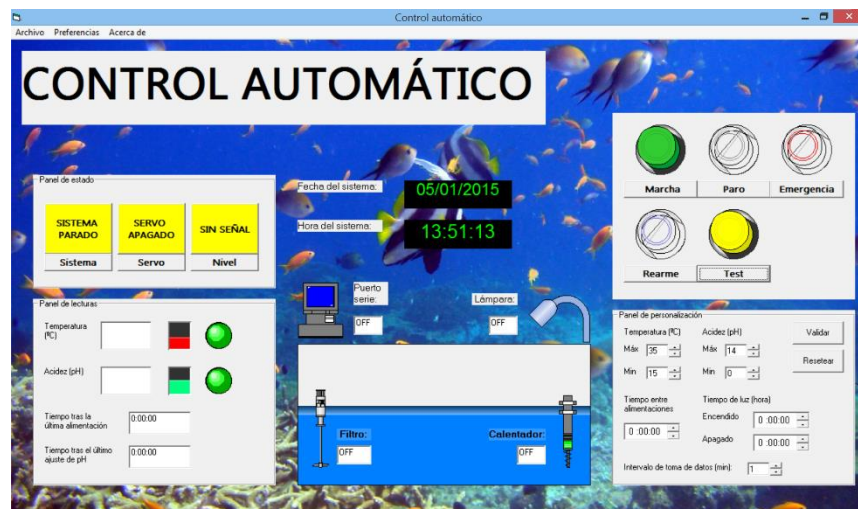 Control automático
Archivo Preferencias Acerca de
CONTROL AUTOMÁTICO
Panel de estado
SISTEMA
PARADO
SERVO
APAGADO
SIN SEÑAL
Sistema
Servo
Nivel
Fecha del sistema:
05/01/2015
Hora del sistema:
13:51:13
Marcha
Paro
Emergencia
Rearme
Test
Panel de lecturas
Temperatura
(ºC)
Acidez (pH)
Tiempo tras la
última alimentación
0:00:00
Tiempo tras el último
ajuste de pH
0:00:00
Puerto
serie:
OFF
Lámpara:
OFF
Filtro:
OFF
Calentador:
OFF
Panel de personalización
Temperatura (ºC)
Acidez (pH)
Validar
Máx 35
Máx 14
Resetear
Min 15
Min 0
Tiempo entre
alimentaciones
0 :00:00
Tiempo de luz (hora)
Encendido 0 :00:00
Apagado 0 :00:00
Intervalo de toma de datos (min): 1